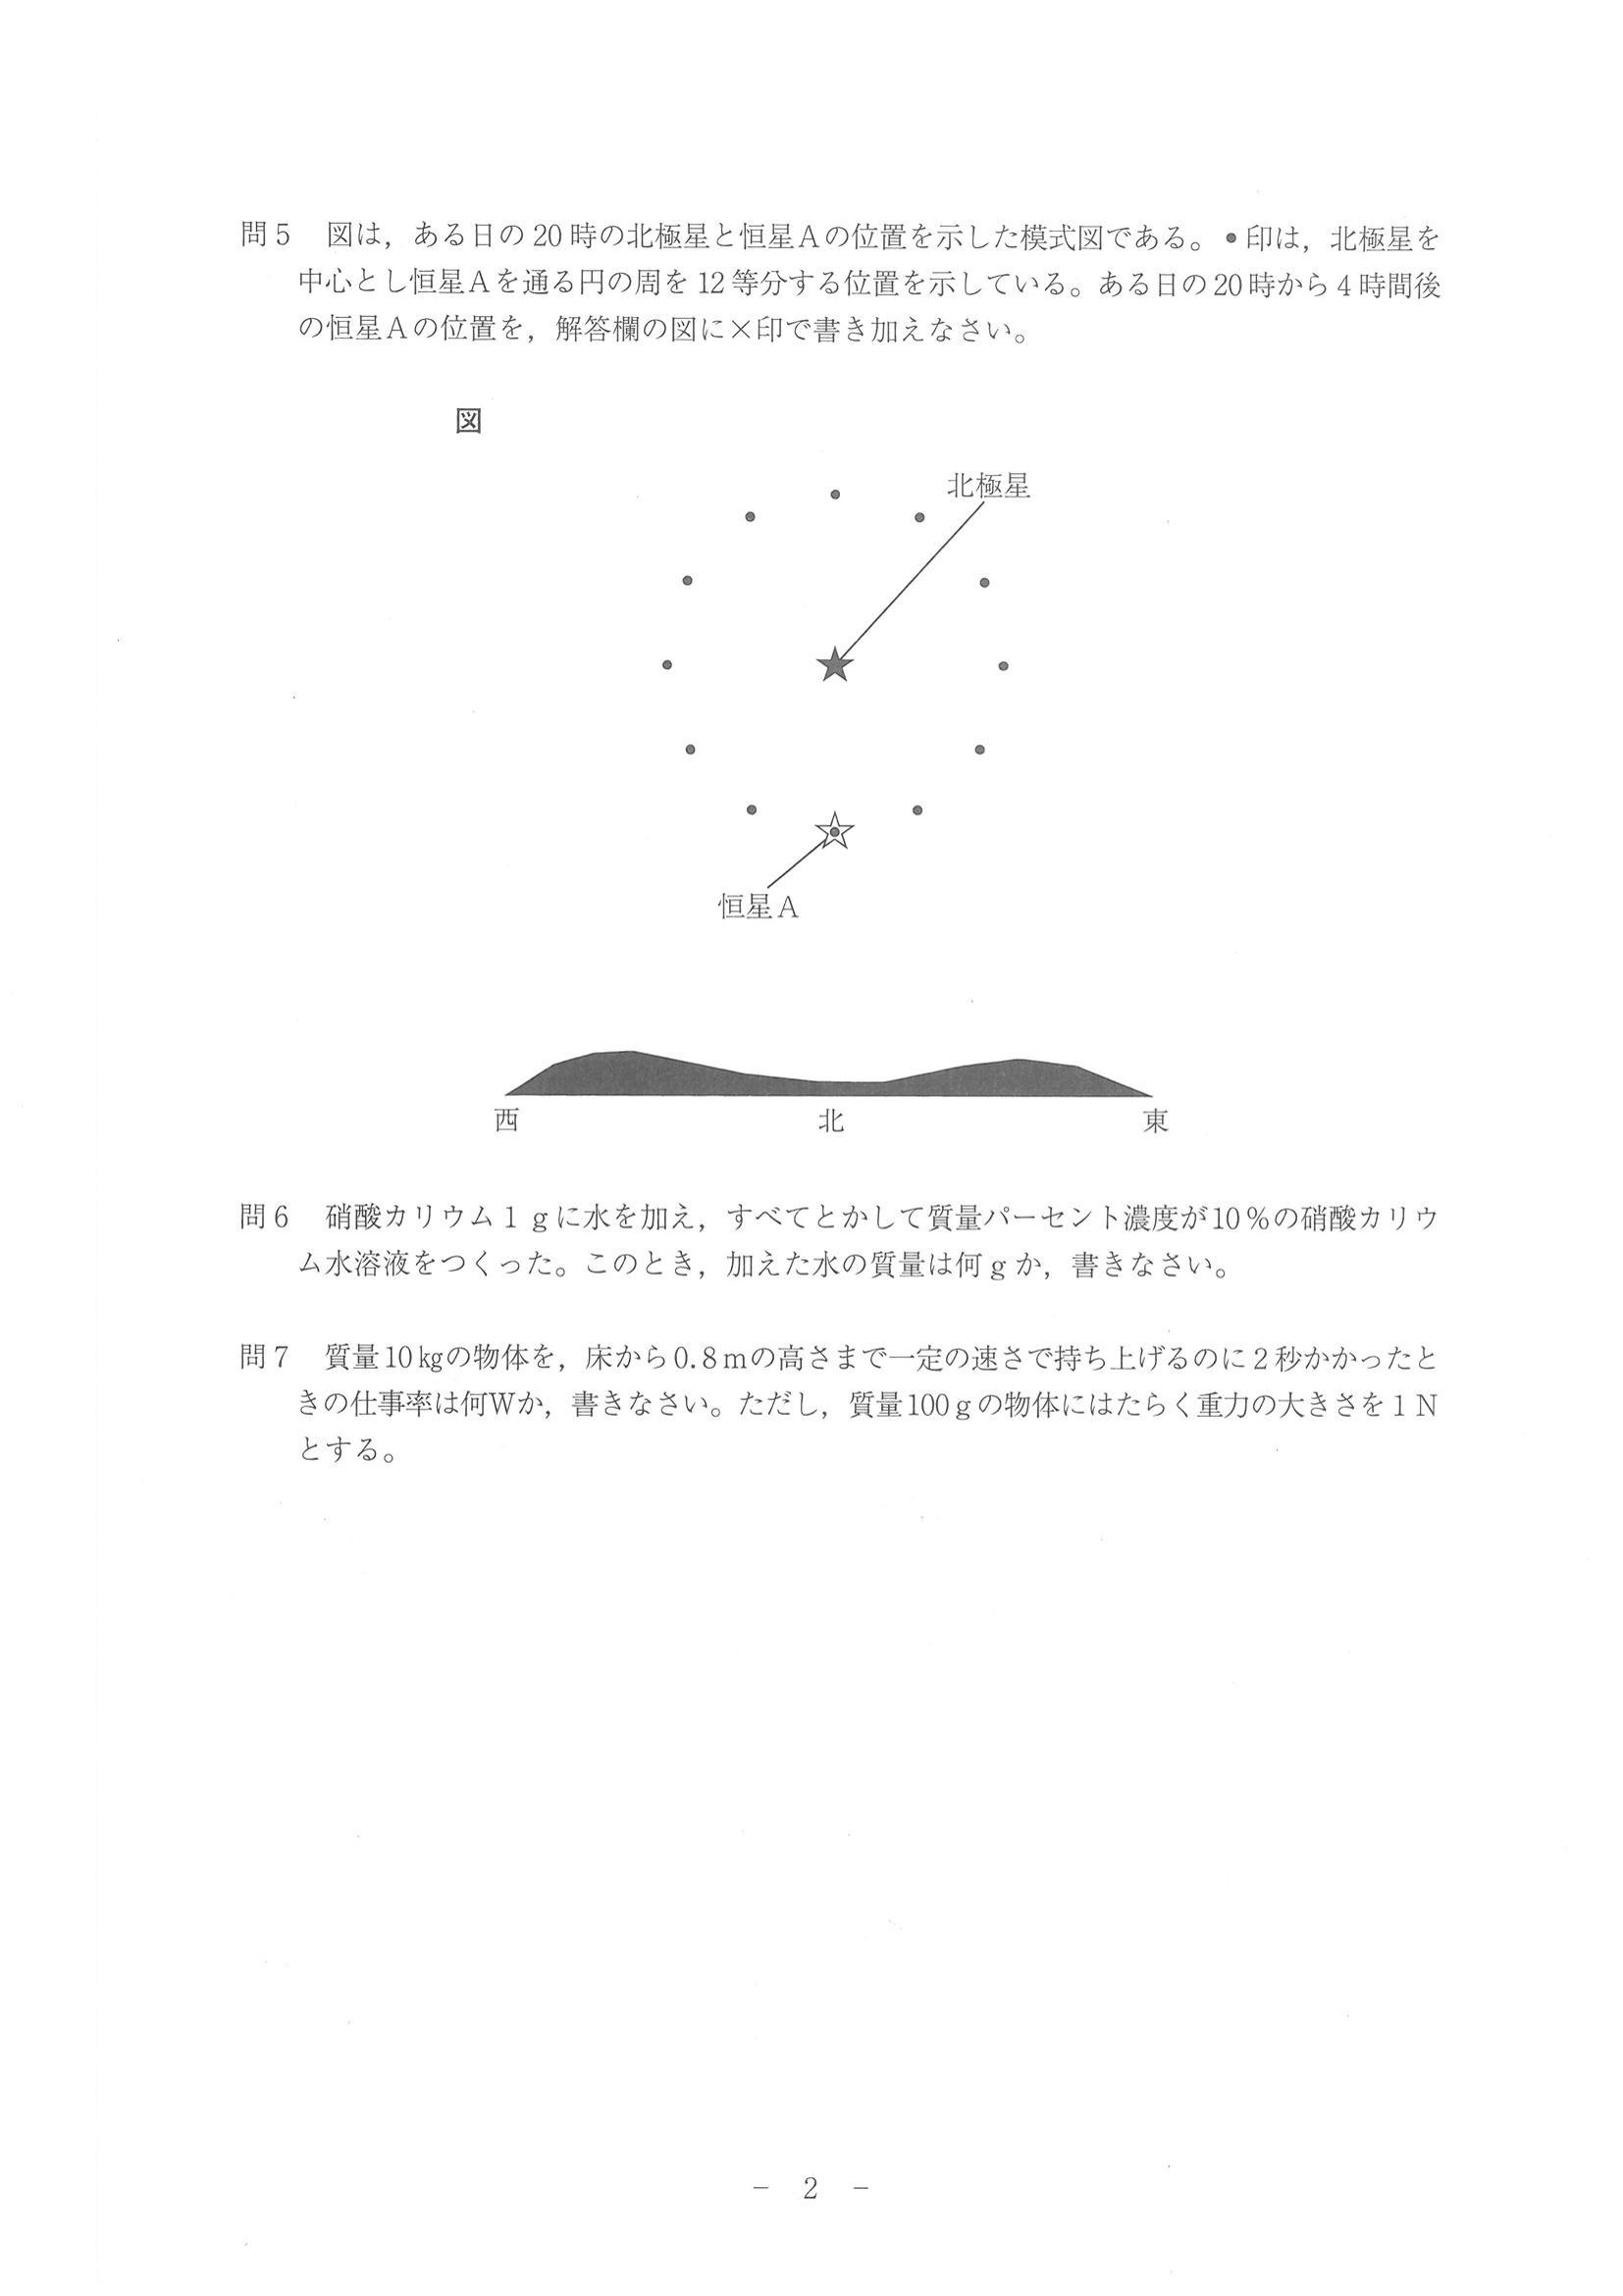 問5　図は，ある日の20時の北極星と恒星Aの位置を示した模式図である。●印は，北極星を
中心とし恒星Aを通る円の周を12等分する位置を示している。ある日の20時から4時間後
の恒星Aの位置を，解答欄の図に×印で書き加えなさい。
図
北極星
恒星A
西　北　東
問6　硝酸カリウム1gに水を加え，すべてとかして質量パーセント濃度が10％の硝酸カリウ
ム水溶液をつくった。このとき，加えた水の質量は何gか，書きなさい。
問7　質量10㎏の物体を，床から0.8mの高さまで一定の速さで持ち上げるのに2秒かかったと
きの仕事率は何Wか，書きなさい。ただし，質量100gの物体にはたらく重力の大きさを1N
とする。
－　2　－